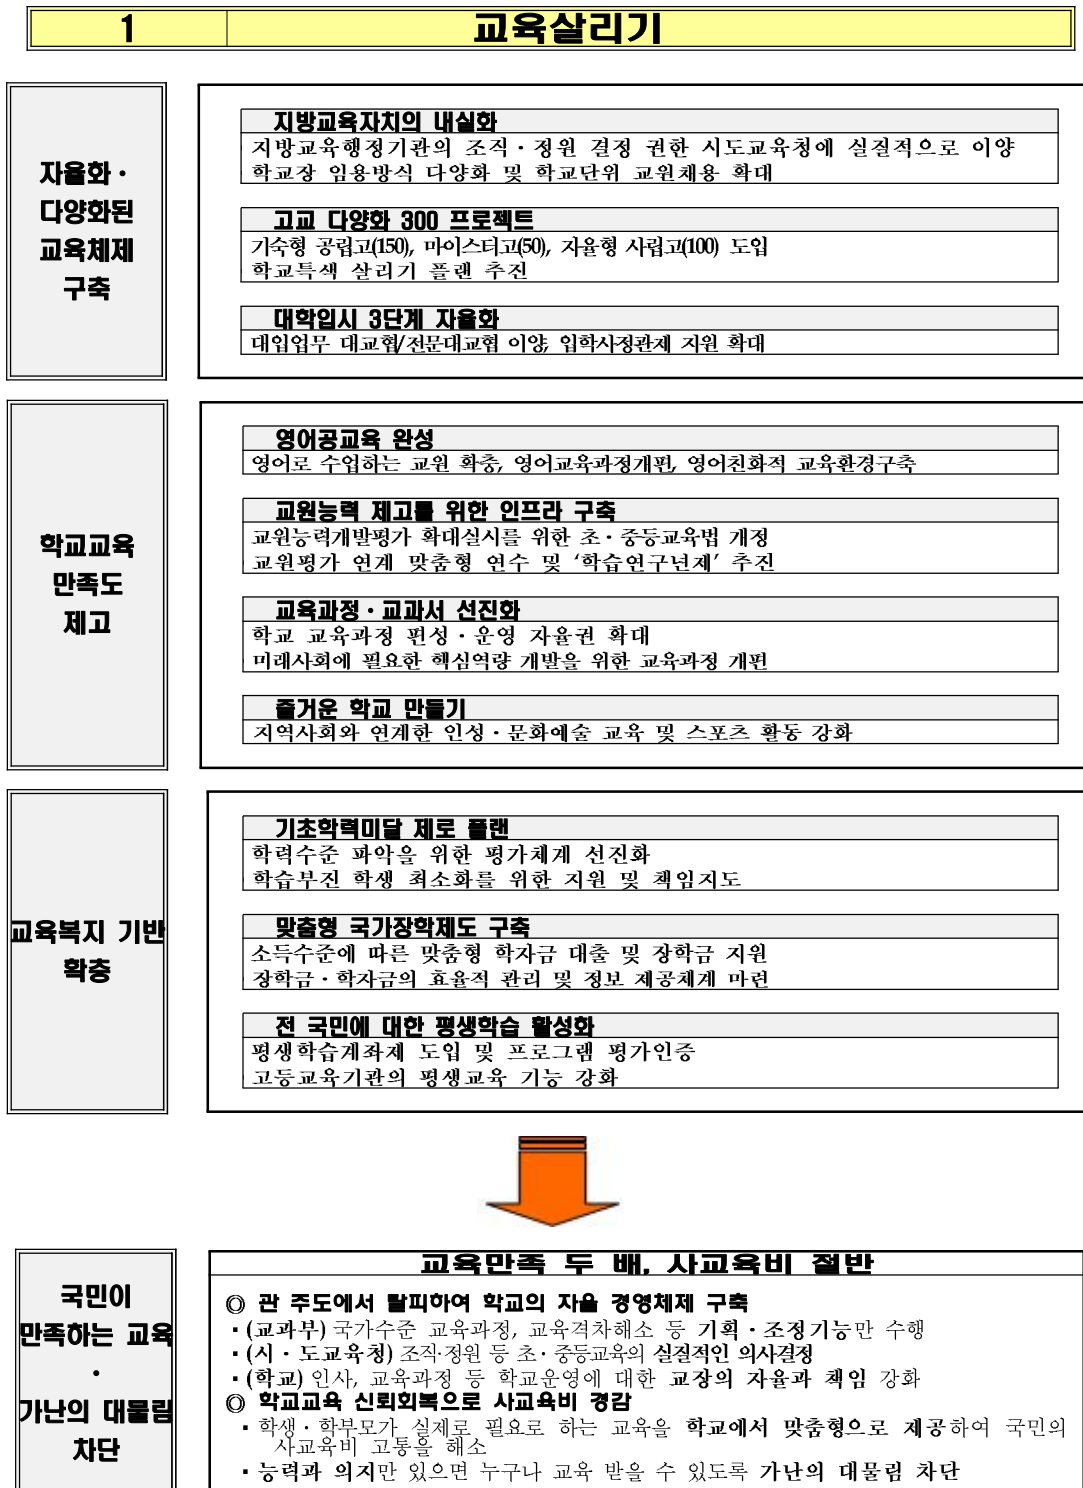 1 교육살리기
자율화·
다양화된
교육체제
구축
지방교육자치의 내실화
지방교육행정기관의 조직·정원 결정 권한 시도교육청에 실질적으로 이양
학교장 임용방식 다양화 및 학교단위 교원채용 확대
고교 다양화 300 프로젝트
기숙형 공립고(150), 마이스터고(50), 자율형 사립고(100) 도입
학교특색 살리기 플랜 추진
대학입시 3단계 자율화
대입업무 대교협/전문대교협 이양, 입학사정관제 지원 확대
학교교육
만족도
제고
영어공교육 완성
영어로 수업하는 교원 확충, 영어교육과정개편, 영어친화적 교육환경구축
교원능력 제고를 위한 인프라 구축
교원능력개발평가 확대실시를 위한 초·중등교육법 개정
교원평가 연계 맞춤형 연수 및 ‘학습연구년제’ 추진
교육과정·교과서 선진화
학교 교육과정 편성·운영 자율권 확대
미래사회에 필요한 핵심역량 개발을 위한 교육과정 개편
즐거운 학교 만들기
지역사회와 연계한 인성·문화예술 교육 및 스포츠 활동 강화
교육복지 기반
확충
기초학력미달 제로 플랜
학력수준 파악을 위한 평가체계 선진화
학습부진 학생 최소화를 위한 지원 및 책임지도
맞춤형 국가장학제도 구축
소득수준에 따른 맞춤형 학자금 대출 및 장학금 지원
장학금·학자금의 효율적 관리 및 정보 제공체계 마련
전 국민에 대한 평생학습 활성화
평생학습계좌제 도입 및 프로그램 평가인증
고등교육기관의 평생교육 기능 강화
국민이
만족하는 교육
·
가난의 대물림
차단
교육만족 두 배, 사교육비 절반
◎ 관 주도에서 탈피하여 학교의 자율 경영체제 구축
▪(교과부) 국가수준 교육과정, 교육격차해소 등 기획·조정기능만 수행
▪(시·도교육청) 조직·정원 등 초·중등교육의 실질적인 의사결정
▪(학교) 인사, 교육과정 등 학교운영에 대한 교장의 자율과 책임 강화
◎ 학교교육 신뢰회복으로 사교육비 경감
▪학생·학부모가 실제로 필요로 하는 교육을 학교에서 맞춤형으로 제공하여 국민의
사교육비 고통을 해소
▪능력과 의지만 있으면 누구나 교육 받을 수 있도록 가난의 대물림 차단